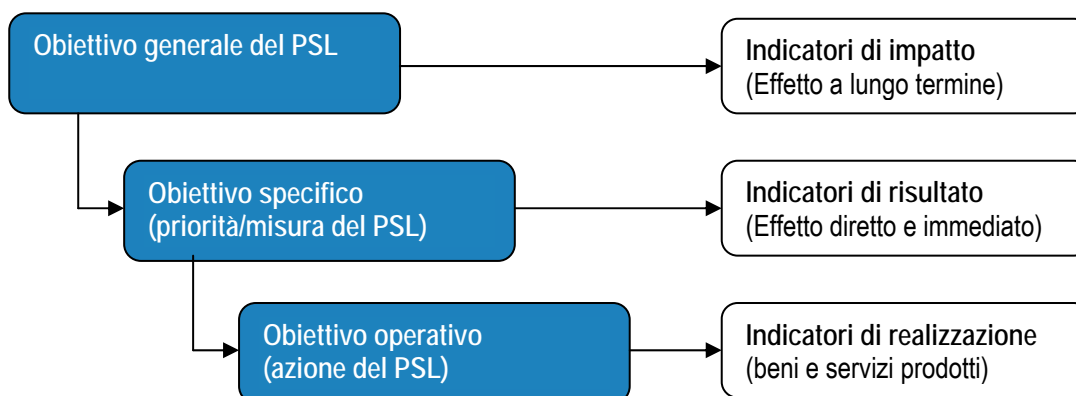 Obiettivo generale del PSL
Indicatori di impatto
(Effetto a lungo termine)
Obiettivo specifico
(priorità/misura del PSL)
Indicatori di risultato
(Effetto diretto e immediato)
Obiettivo operativo
(azione del PSL)
Indicatori di realizzazione
(beni e servizi prodotti)